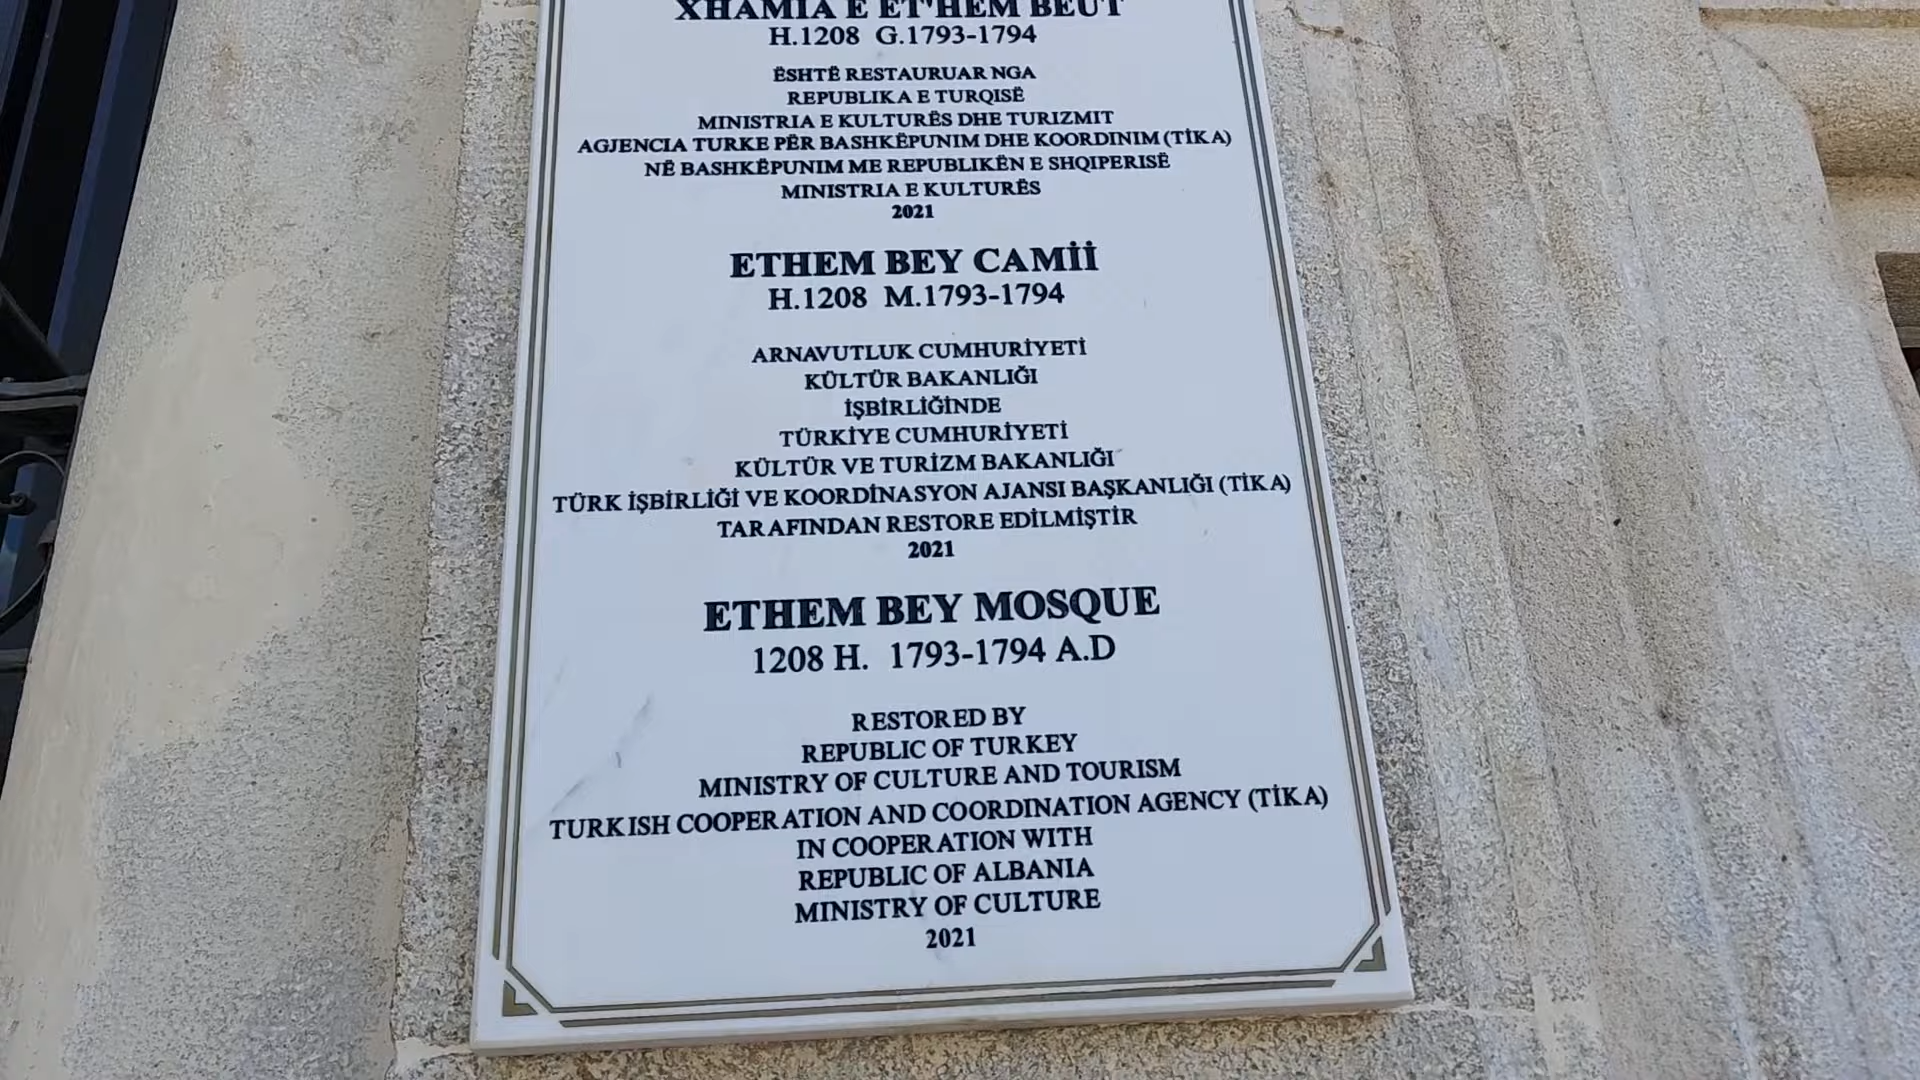 XHAMIA E ET'HEM BEUT
H.1208 G.1793-1794
ËSHTË RESTAURUAR NGA
REPUBLIKA E TURQISË
MINISTRIA E KULTURËS DHE TURIZMIT
AGJENCIA TURKE PËR BASHKËPUNIM DHE KOORDINIM (TİKA)
NË BASHKËPUNIM ME REPUBLIKËN E SHQIPERISË
MINISTRIA E KULTURËS
2021
ETHEM BEY CAMİİ
H.1208 M.1793-1794
ARNAVUTLUK CUMHURİYETİ
KÜLTÜR BAKANLIĞI
İŞBİRLİĞİNDE
TÜRKİYE CUMHURİYETİ
KÜLTÜR VE TURİZM BAKANLIĞI
TÜRK İŞBİRLİĞİ VE KOORDİNASYON AJANSI BAŞKANLIĞI (TİKA)
TARAFINDAN RESTORE EDİLMİŞTİR
2021
ETHEM BEY MOSQUE
1208 H. 1793-1794 A.D
RESTORED BY
REPUBLIC OF TURKEY
MINISTRY OF CULTURE AND TOURISM
TURKISH COOPERATION AND COORDINATION AGENCY (TİKA)
IN COOPERATION WITH
REPUBLIC OF ALBANIA
MINISTRY OF CULTURE
2021